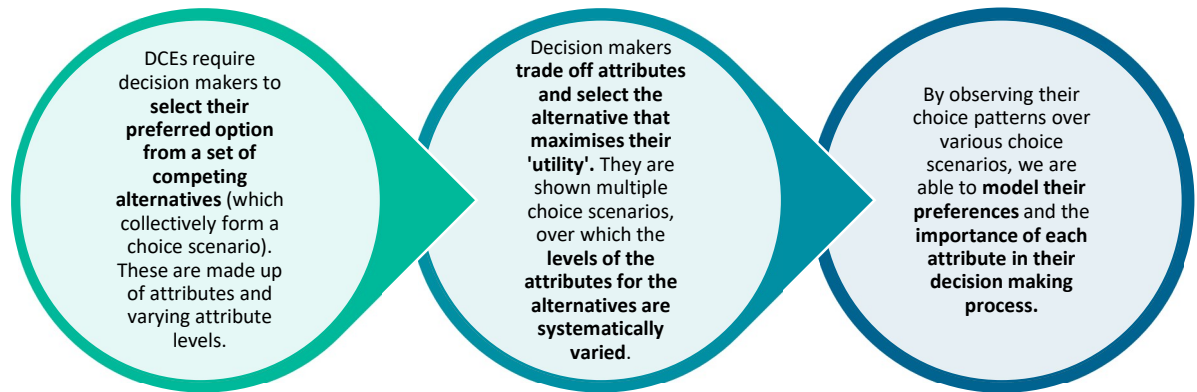 DCEs require
decision makers to
select their
preferred option
from a set of
competing
alternatives (which
collectively form a
choice scenario).
These are made up
of attributes and
varying attribute
levels.
Decision makers
trade off attributes
and select the
alternative that
maximises their
'utility'. They are
shown multiple
choice scenarios,
over which the
levels of the
attributes for the
alternatives are
systematically
varied.
By observing their
choice patterns over
various choice
scenarios, we are
able to model their
preferences and the
importance of each
attribute in their
decision making
process.